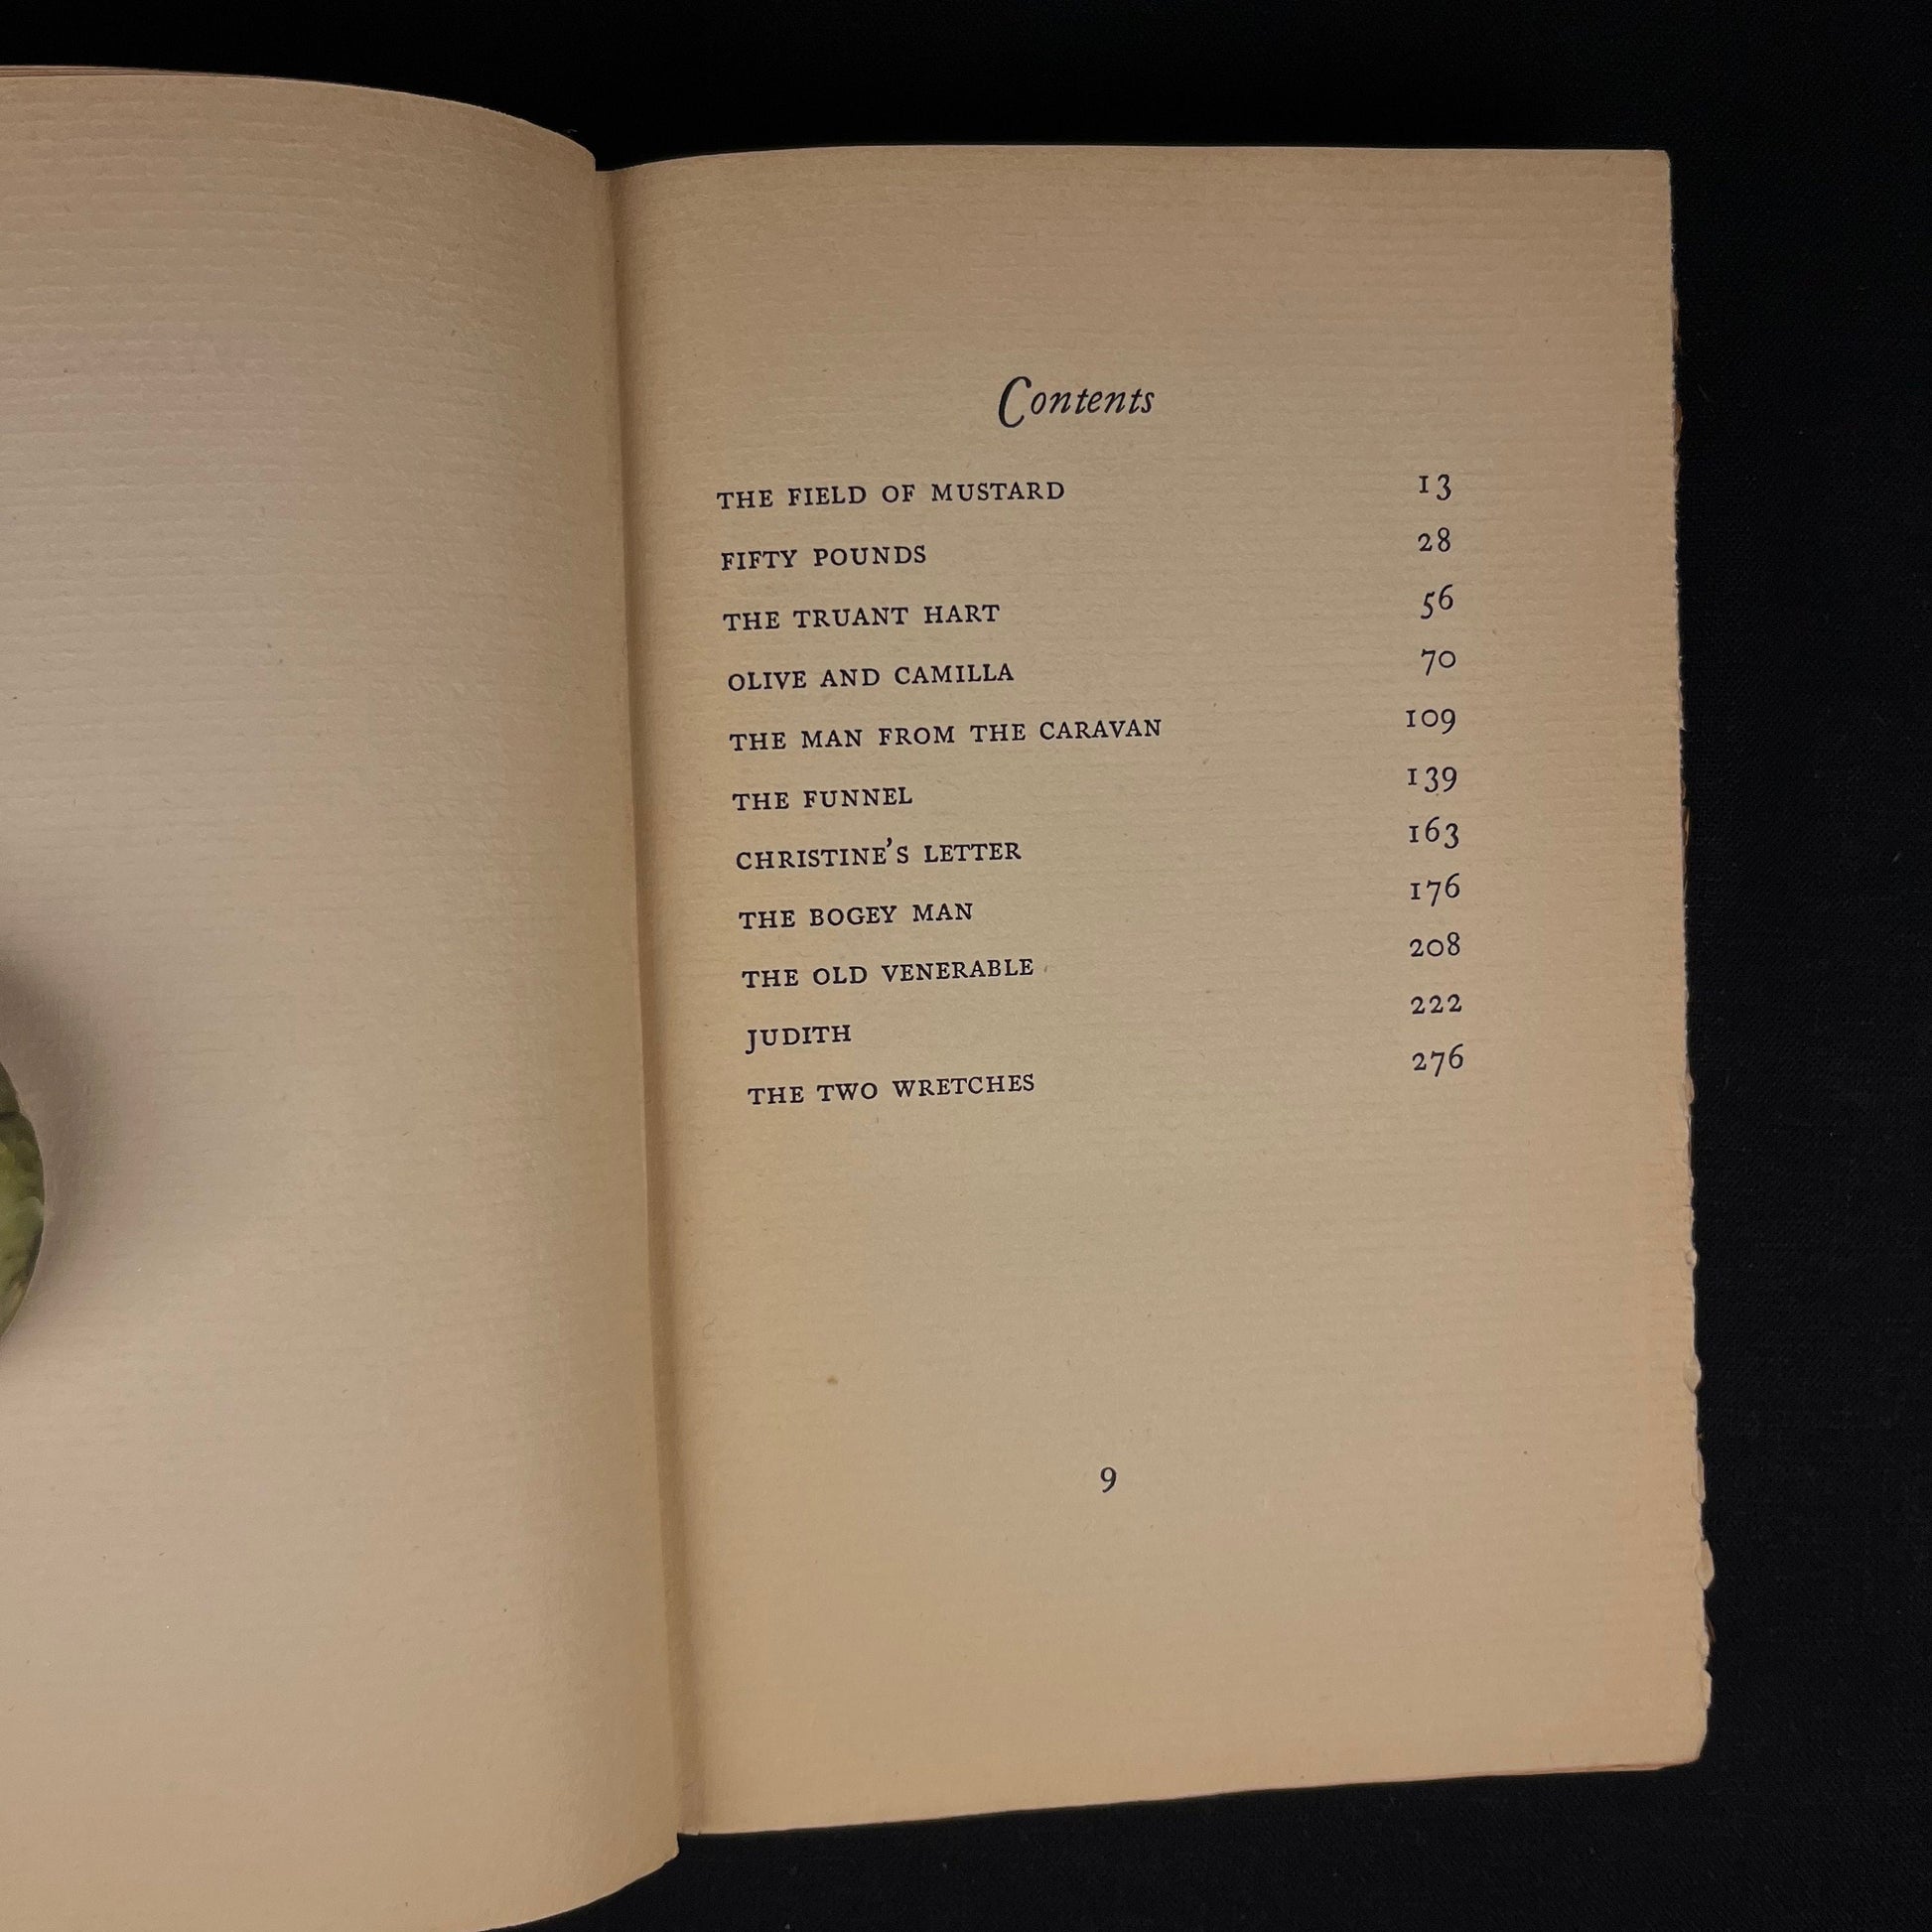 Contents
THE FIELD OF MUSTARD 13
FIFTY POUNDS 28
THE TRUANT HART 56
OLIVE AND CAMILLA 70
THE MAN FROM THE CARAVAN 109
THE FUNNEL 139
CHRISTINE'S LETTER 163
THE BOGEY MAN 176
THE OLD VENERABLE 208
JUDITH 222
THE TWO WRETCHES 276
9